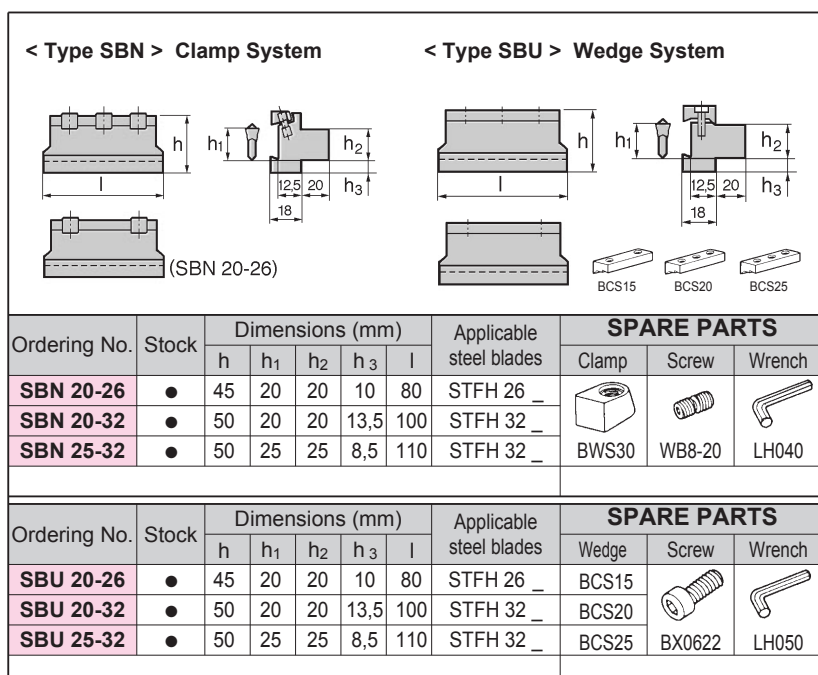 < Type SBN > Clamp System
< Type SBU > Wedge System
h
h1
h2
h3
l
12,5
20
18
(SBN 20-26)
h
h1
h2
h3
l
12,5
20
18
BCS15
BCS20
BCS25
Ordering No. Stock Dimensions (mm) Applicable steel blades SPARE PARTS
h h1 h2 h 3 l Clamp Screw Wrench
SBN 20-26 ● 45 20 20 10 80 STFH 26 _
SBN 20-32 ● 50 20 20 13,5 100 STFH 32 _
SBN 25-32 ● 50 25 25 8,5 110 STFH 32 _ BWS30 WB8-20 LH040
Ordering No. Stock Dimensions (mm) Applicable steel blades SPARE PARTS
h h1 h2 h 3 l Wedge Screw Wrench
SBU 20-26 ● 45 20 20 10 80 STFH 26 _ BCS15
SBU 20-32 ● 50 20 20 13,5 100 STFH 32 _ BCS20
SBU 25-32 ● 50 25 25 8,5 110 STFH 32 _ BCS25 BX0622 LH050